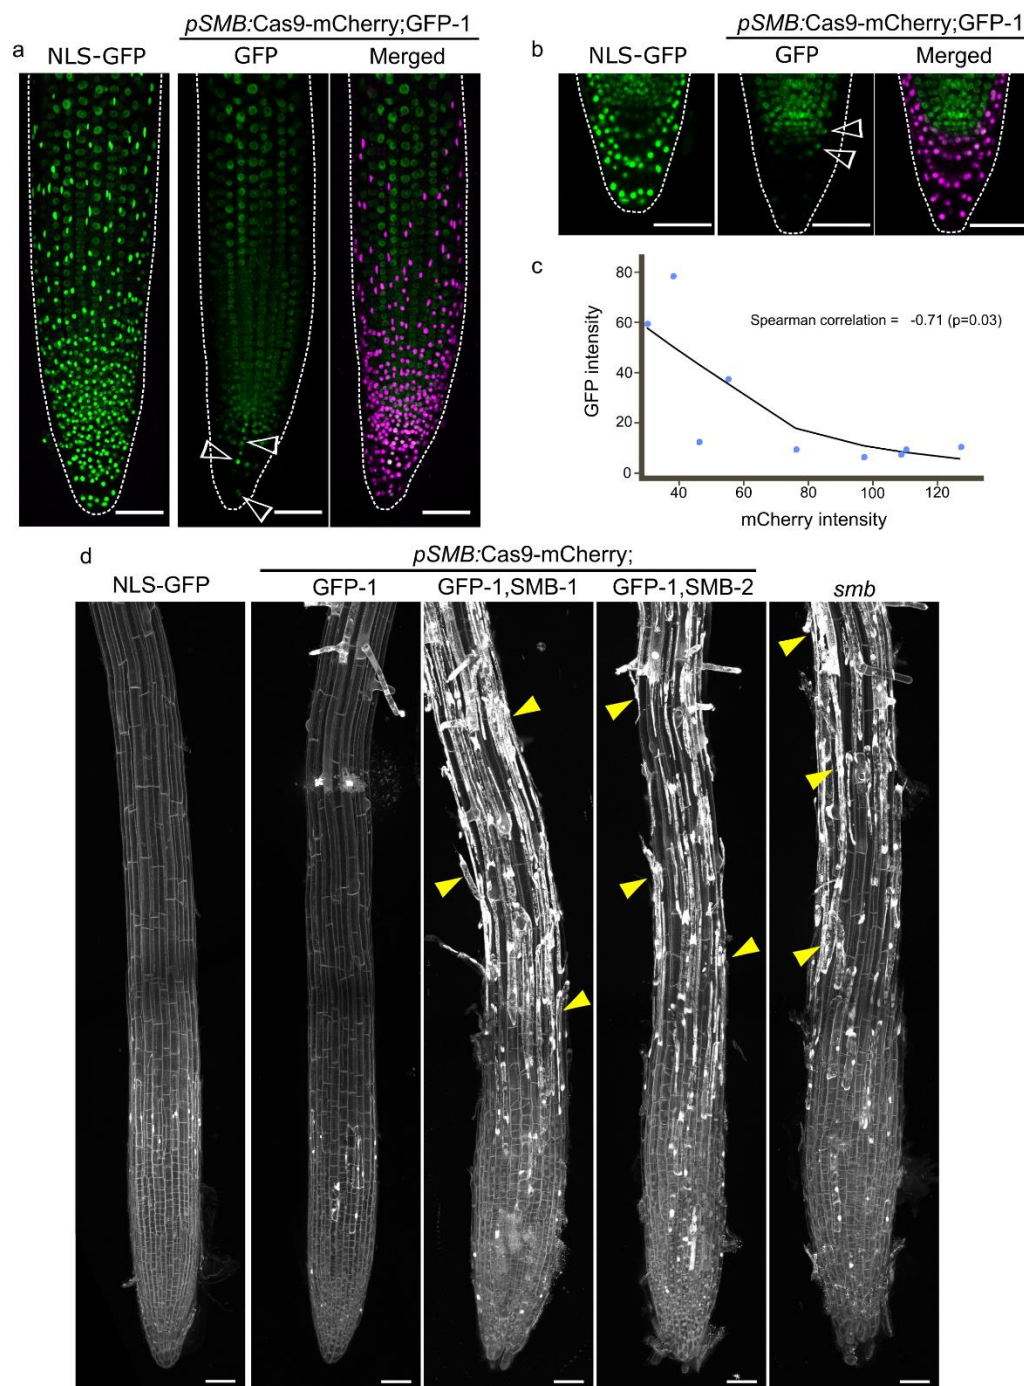 a
pSMB:Cas9-mCherry;GFP-1
NLS-GFP
GFP
Merged
b
pSMB:Cas9-mCherry;GFP-1
NLS-GFP
GFP
Merged
c
80
60
40
20
0
GFP intensity
Spearman correlation = -0.71 (p=0.03)
40
60
80
100
120
mCherry intensity
d
pSMB:Cas9-mCherry;
NLS-GFP
GFP-1
GFP-1,SMB-1
GFP-1,SMB-2
smb